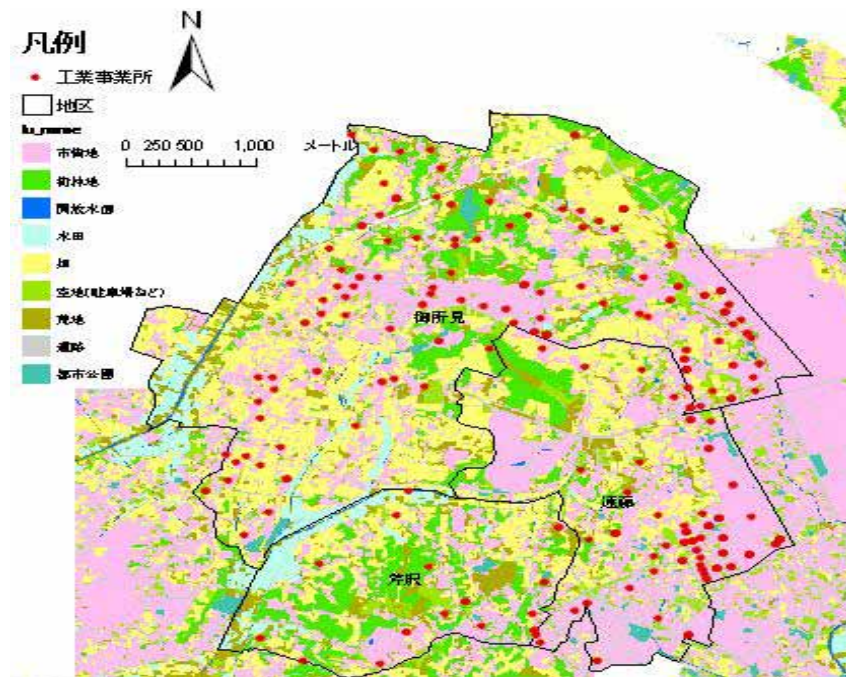 N
凡例
工業事業所
地区
0 250 500 1,000 メートル
市街地
樹林地
開放水面
水田
畑
空地(駐車場など)
荒地
道路
都市公園
御所見
遠藤